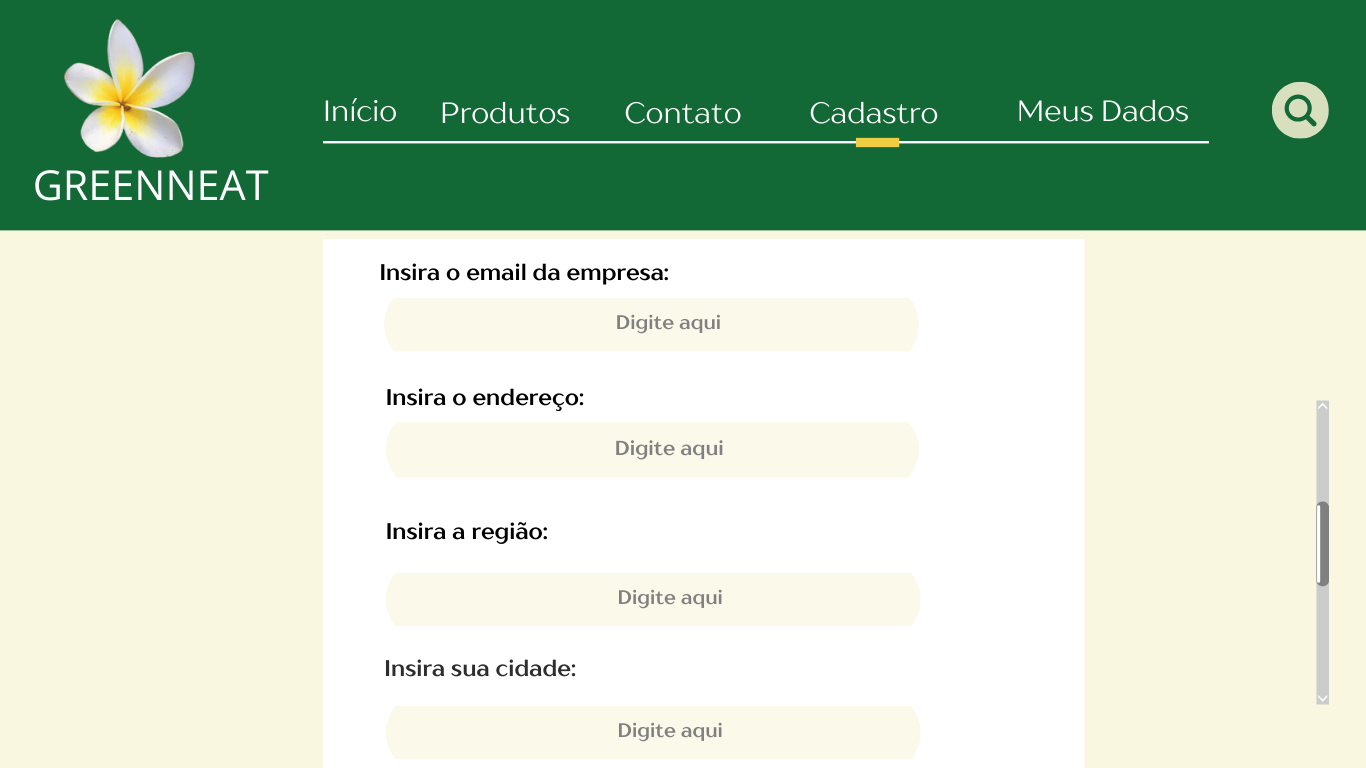 Início Produtos Contato Cadastro Meus Dados
GREENNEAT
Insira o email da empresa:
Digite aqui
Insira o endereço:
Digite aqui
Insira a região:
Digite aqui
Insira sua cidade:
Digite aqui